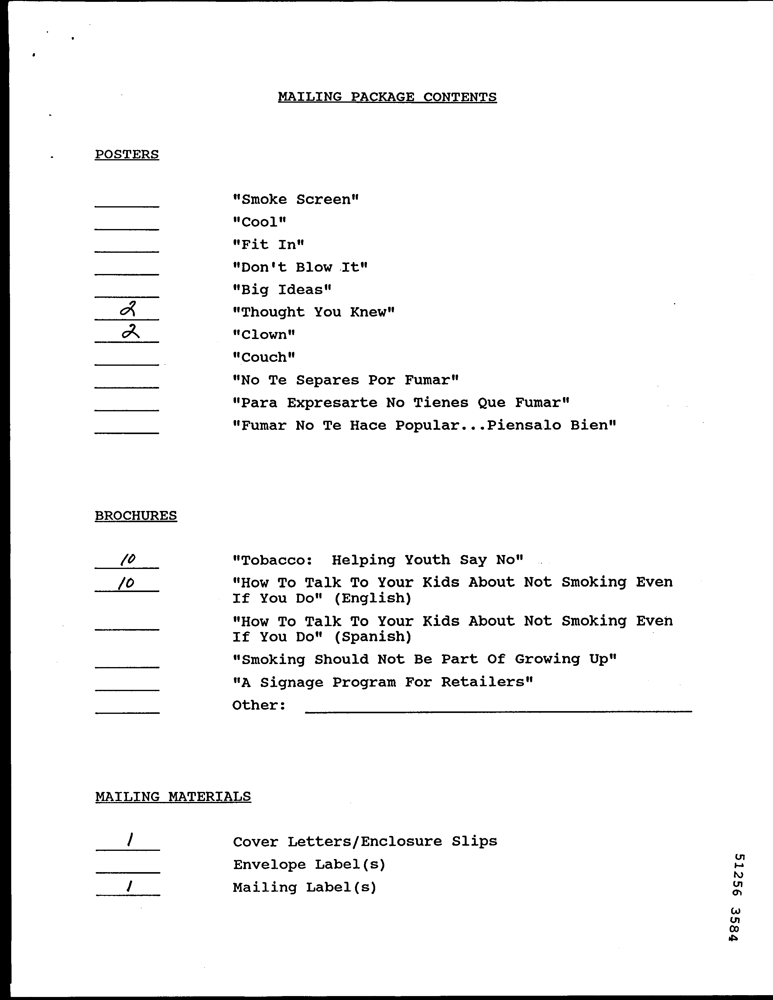 MAILING PACKAGE CONTENTS
POSTERS
"Smoke Screen"
"Cool"
"Fit In"
"Don't Blow It"
"Big Ideas"
2 "Thought You Knew"
2 "Clown"
"Couch"
"No Te Separes Por Fumar"
"Para Expresarte No Tienes Que Fumar"
"Fumar No Te Hace Popular...Piensalo Bien"
BROCHURES
10 "Tobacco: Helping Youth Say No"
10 "How To Talk To Your Kids About Not Smoking Even
If You Do" (English)
"How To Talk To Your Kids About Not Smoking Even
If You Do" (Spanish)
"Smoking Should Not Be Part Of Growing Up"
"A Signage Program For Retailers"
Other:
MAILING MATERIALS
1 Cover Letters/Enclosure Slips
Envelope Label(s)
1 Mailing Label(s)
51256 3584